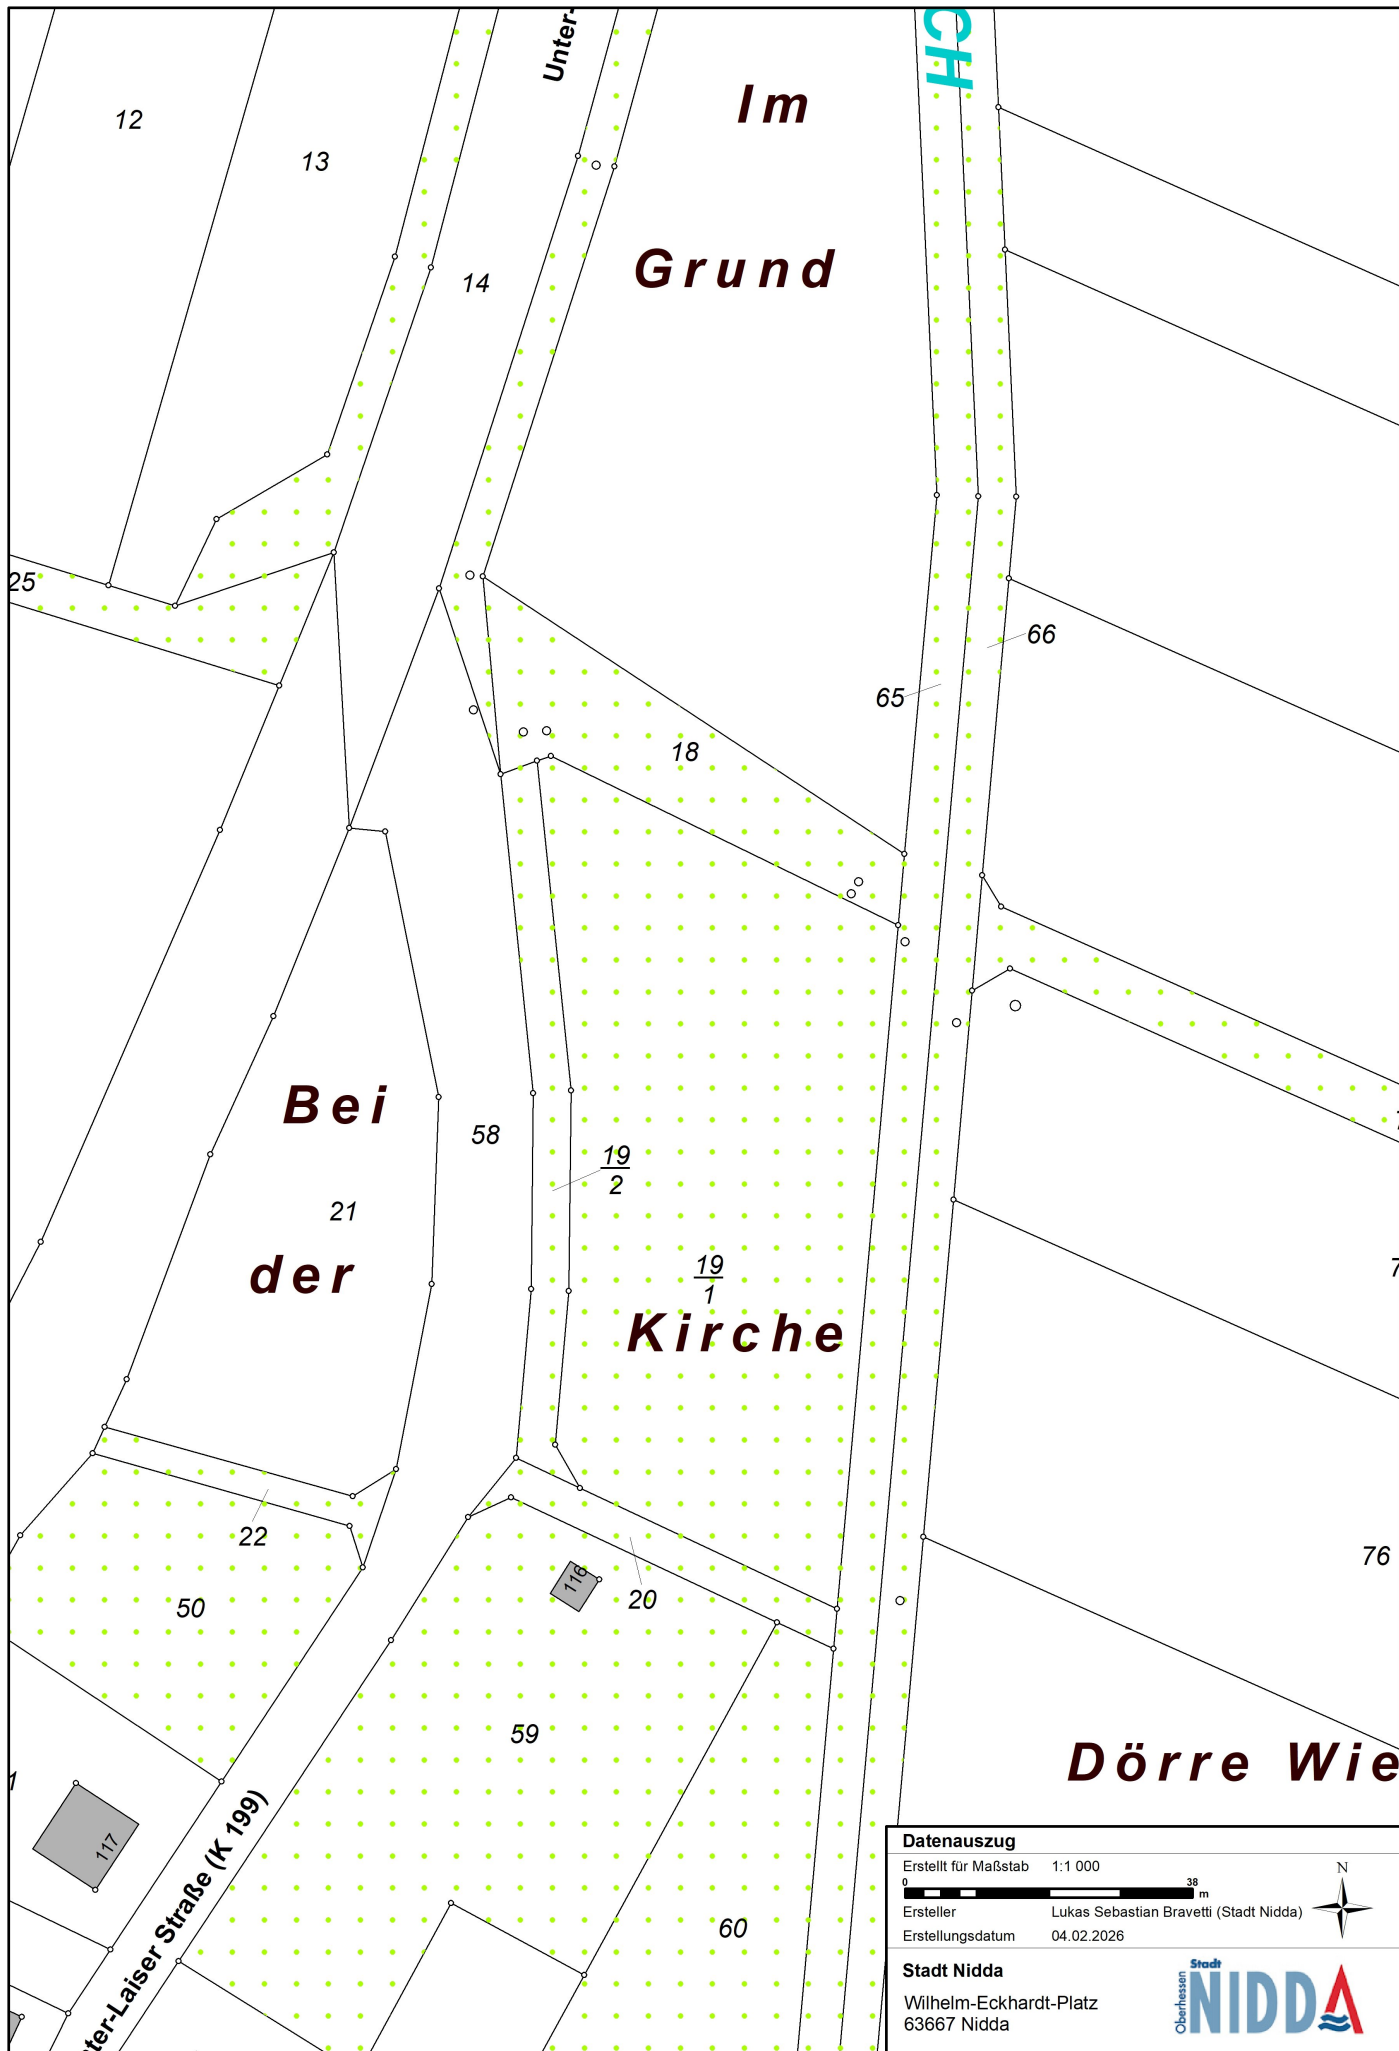 Unter-
CH
Im
12
13
Grund
14
25
66
65
18
Bei
58
19
2
21
der
19
1
Kirche
22
116
20
76
50
59
Dörre Wie
117
ter-Laiser Straße (K 199)
60
Datenauszug
Erstellt für Maßstab 1:1 000
0 38 m
N
Ersteller Lukas Sebastian Bravetti (Stadt Nidda)
Erstellungsdatum 04.02.2026
Stadt Nidda
Wilhelm-Eckhardt-Platz
63667 Nidda
Oberhessen
Stadt
NIDDA